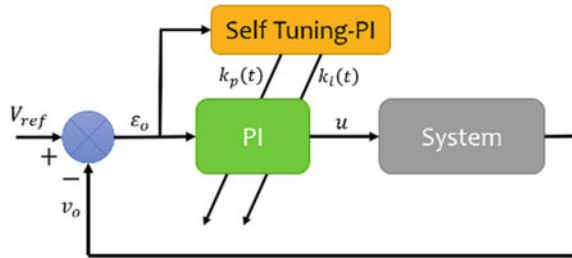 Self Tuning-PI
k_p(t)
k_i(t)
V_ref
ε_o
+
PI
u
System
−
v_o